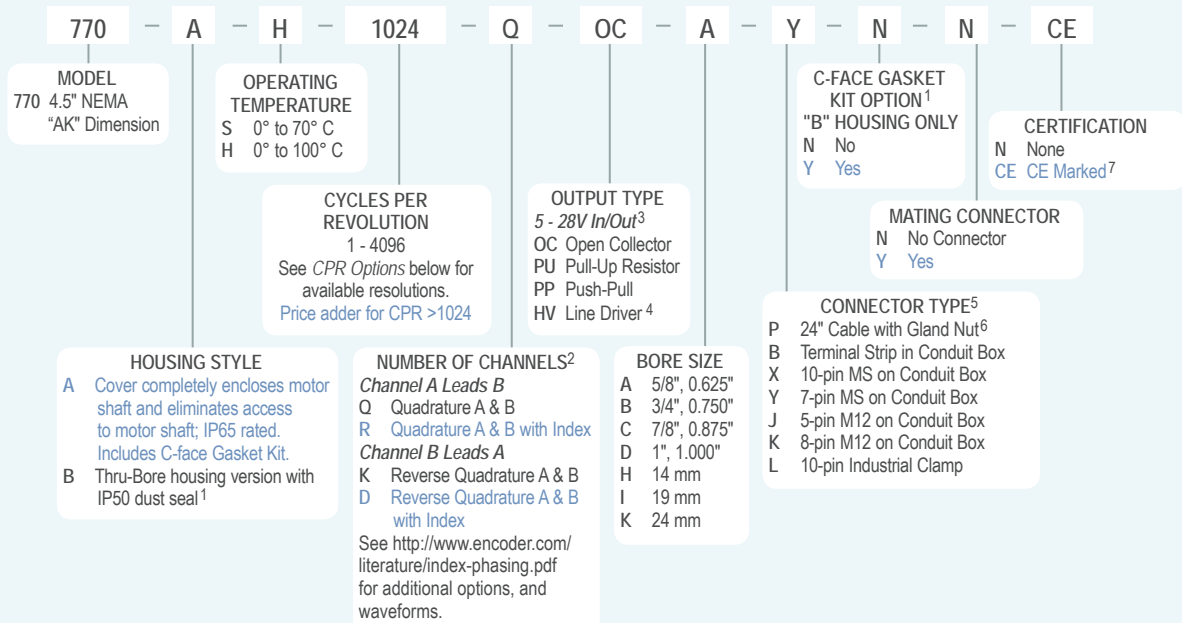 770 – A – H – 1024 – Q – OC – A – Y – N – N – CE
MODEL
770 4.5" NEMA
“AK” Dimension
OPERATING
TEMPERATURE
S 0° to 70° C
H 0° to 100° C
C-FACE GASKET
KIT OPTION1
"B" HOUSING ONLY
N No
Y Yes
CERTIFICATION
N None
CE CE Marked7
CYCLES PER
REVOLUTION
1 - 4096
See CPR Options below for
available resolutions.
Price adder for CPR >1024
OUTPUT TYPE
5 - 28V In/Out3
OC Open Collector
PU Pull-Up Resistor
PP Push-Pull
HV Line Driver 4
MATING CONNECTOR
N No Connector
Y Yes
HOUSING STYLE
A Cover completely encloses motor
shaft and eliminates access
to motor shaft; IP65 rated.
Includes C-face Gasket Kit.
B Thru-Bore housing version with
IP50 dust seal1
NUMBER OF CHANNELS2
Channel A Leads B
Q Quadrature A & B
R Quadrature A & B with Index
Channel B Leads A
K Reverse Quadrature A & B
D Reverse Quadrature A & B
with Index
See http://www.encoder.com/
literature/index-phasing.pdf
for additional options, and
waveforms.
BORE SIZE
A 5/8", 0.625"
B 3/4", 0.750"
C 7/8", 0.875"
D 1", 1.000"
H 14 mm
I 19 mm
K 24 mm
CONNECTOR TYPE5
P 24" Cable with Gland Nut6
B Terminal Strip in Conduit Box
X 10-pin MS on Conduit Box
Y 7-pin MS on Conduit Box
J 5-pin M12 on Conduit Box
K 8-pin M12 on Conduit Box
L 10-pin Industrial Clamp